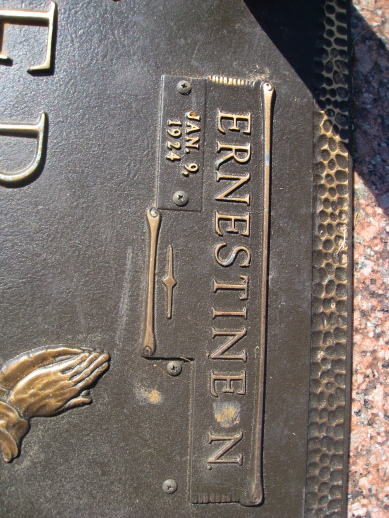 ERNESTINE N
JAN. 9,
1924